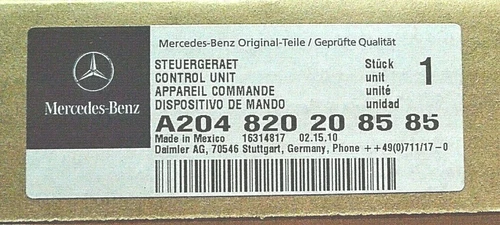 Mercedes-Benz Original-Teile / Geprüfte Qualität
STEUERGERAET Stück
CONTROL UNIT unit 1
APPAREIL COMMANDE unité
DISPOSITIVO DE MANDO unidad
Mercedes-Benz
A204 820 20 85 85
Made in Mexico 16314817 02.15.10
Daimler AG, 70546 Stuttgart, Germany, Phone ++49(0)711/17-0